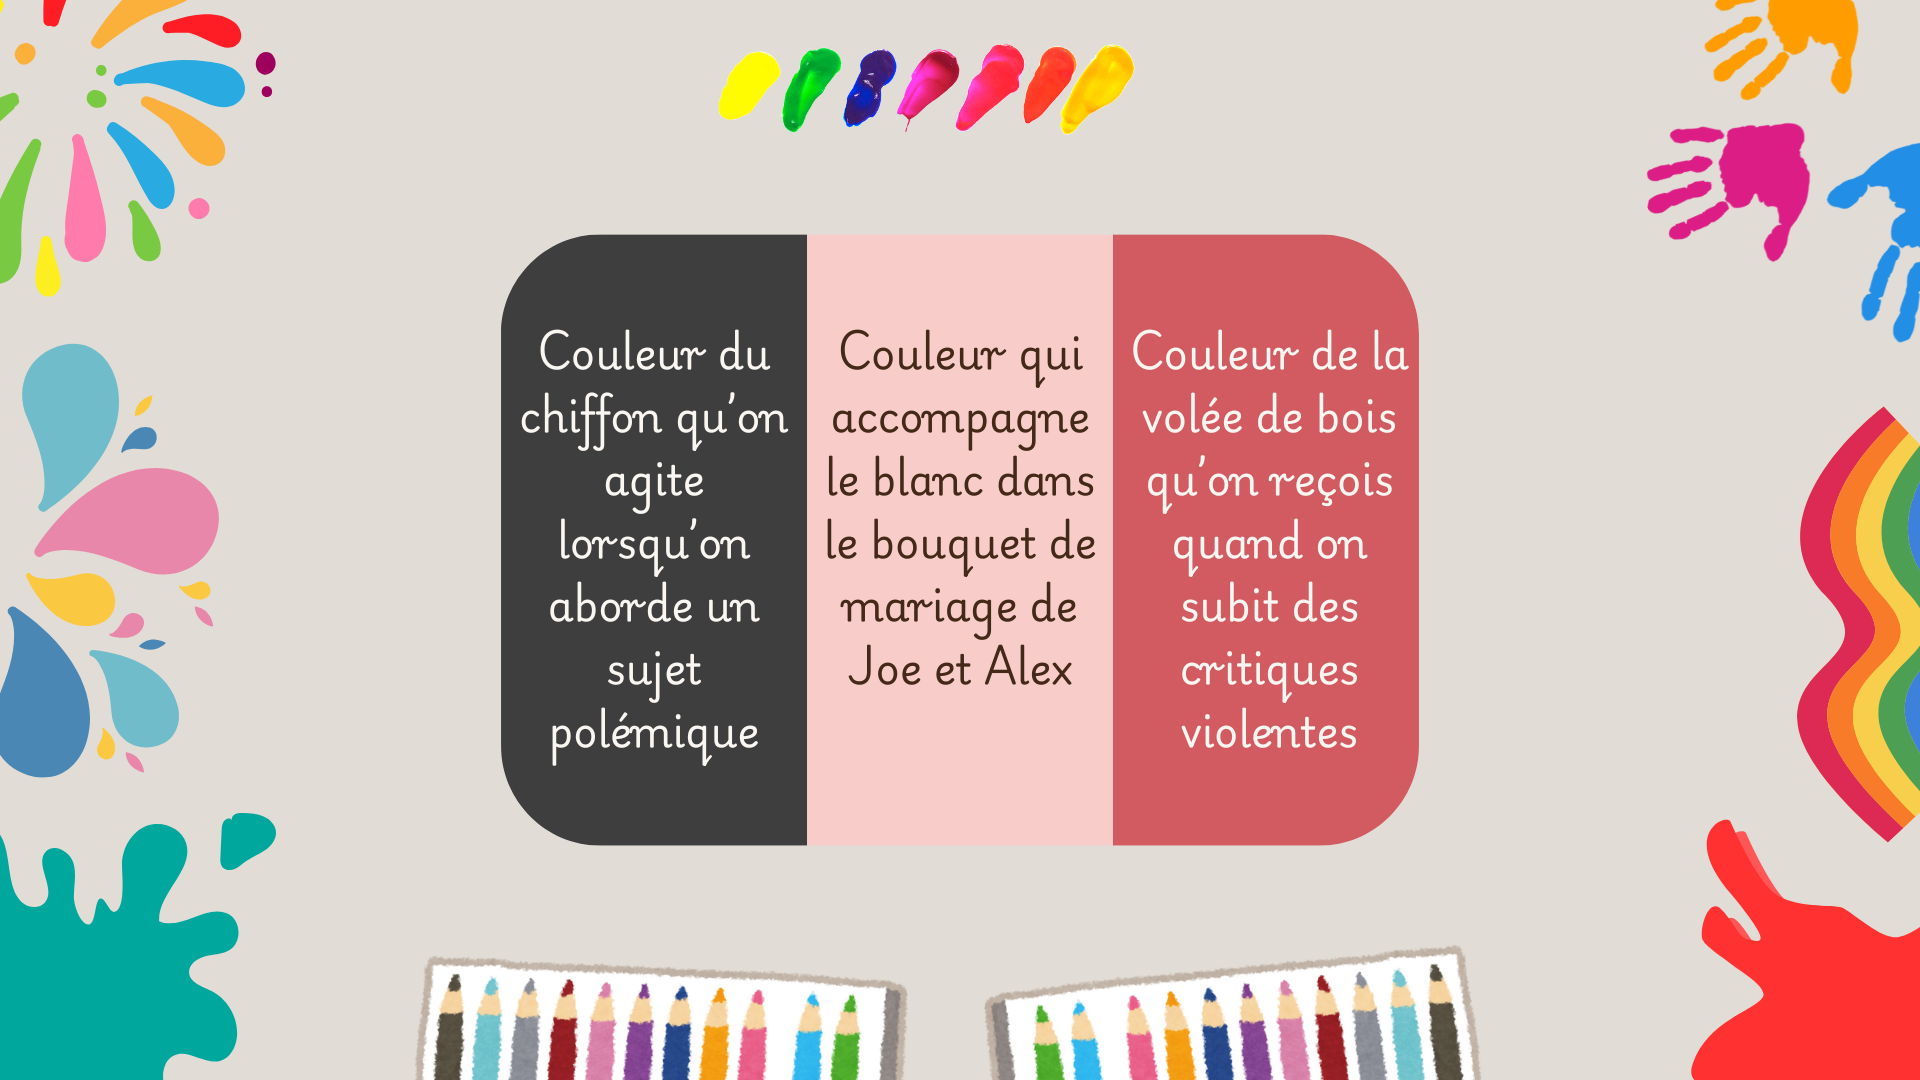 Couleur du
chiffon qu'on
agite
lorsqu'on
aborde un
sujet
polémique
Couleur qui
accompagne
le blanc dans
le bouquet de
mariage de
Joe et Alex
Couleur de la
volée de bois
qu'on reçois
quand on
subit des
critiques
violentes